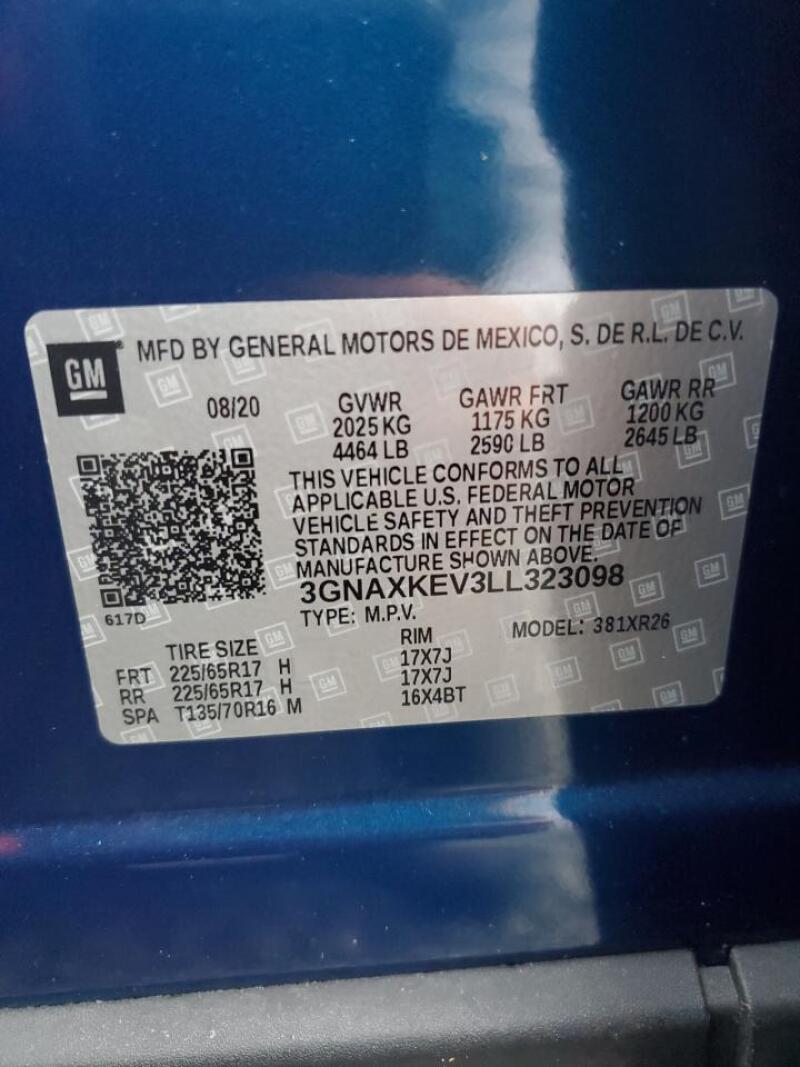 GM
MFD BY GENERAL MOTORS DE MEXICO, S. DE R.L. DE C.V.
08/20 GVWR GAWR FRT GAWR RR
2025 KG 1175 KG 1200 KG
4464 LB 2590 LB 2645 LB
THIS VEHICLE CONFORMS TO ALL
APPLICABLE U.S. FEDERAL MOTOR
VEHICLE SAFETY AND THEFT PREVENTION
STANDARDS IN EFFECT ON THE DATE OF
MANUFACTURE SHOWN ABOVE.
3GNAXKEV3LL323098
617D
TYPE: M.P.V. MODEL: 381XR26
TIRE SIZE RIM
FRT 225/65R17 H 17X7J
RR 225/65R17 H 17X7J
SPA T135/70R16 M 16X4BT